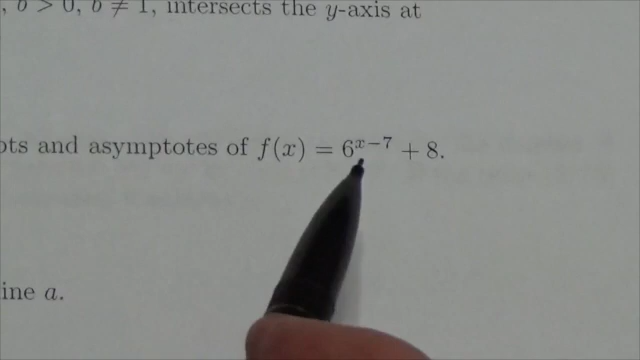 , b > 0, b ≠ 1, intersects the y-axis at
ots and asymptotes of f(x) = 6^{x−7} + 8.
ine a.